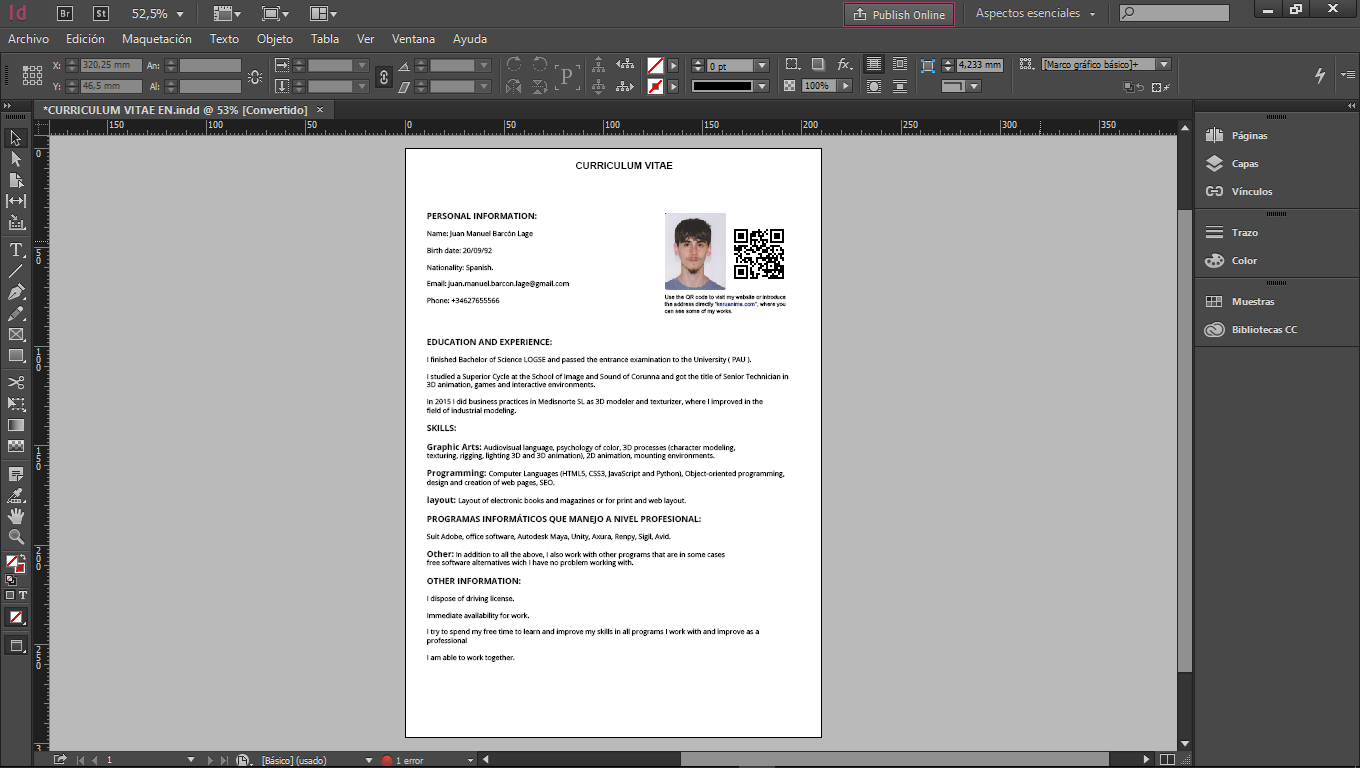 Id Br St 52,5% Publish Online Aspectos esenciales
Archivo Edición Maquetación Texto Objeto Tabla Ver Ventana Ayuda
X: 320,25 mm An: 0 pt 4,233 mm [Marco gráfico básico]+
Y: 46,5 mm Al: P fx. 100%
*CURRICULUM VITAE EN.indd @ 53% [Convertido] ×
150 100 50 0 50 100 150 200 250 300 350
0
50
100
150
200
250
3
CURRICULUM VITAE
PERSONAL INFORMATION:
Name: Juan Manuel Barcón Lage
Birth date: 20/09/92
Nationality: Spanish.
Email: juan.manuel.barcon.lage@gmail.com
Phone: +34627655566
Use the QR code to visit my website or introduce
the address directly "keruanime.com", where you
can see some of my works.
EDUCATION AND EXPERIENCE:
I finished Bachelor of Science LOGSE and passed the entrance examination to the University ( PAU ).
I studied a Superior Cycle at the School of Image and Sound of Corunna and got the title of Senior Technician in
3D animation, games and interactive environments.
In 2015 I did business practices in Medisnorte SL as 3D modeler and texturizer, where I improved in the
field of industrial modeling.
SKILLS:
Graphic Arts: Audiovisual language, psychology of color, 3D processes (character modeling,
texturing, rigging, lighting 3D and 3D animation), 2D animation, mounting environments.
Programming: Computer Languages (HTML5, CSS3, JavaScript and Python), Object-oriented programming,
design and creation of web pages, SEO.
layout: Layout of electronic books and magazines or for print and web layout.
PROGRAMAS INFORMÁTICOS QUE MANEJO A NIVEL PROFESIONAL:
Suit Adobe, office software, Autodesk Maya, Unity, Axura, Renpy, Sigil, Avid.
Other: In addition to all the above, I also work with other programs that are in some cases
free software alternatives wich I have no problem working with.
OTHER INFORMATION:
I dispose of driving license.
Immediate availability for work.
I try to spend my free time to learn and improve my skills in all programs I work with and improve as a
professional
I am able to work together.
Páginas
Capas
Vínculos
Trazo
Color
Muestras
Bibliotecas CC
1 [Básico] (usado) 1 error